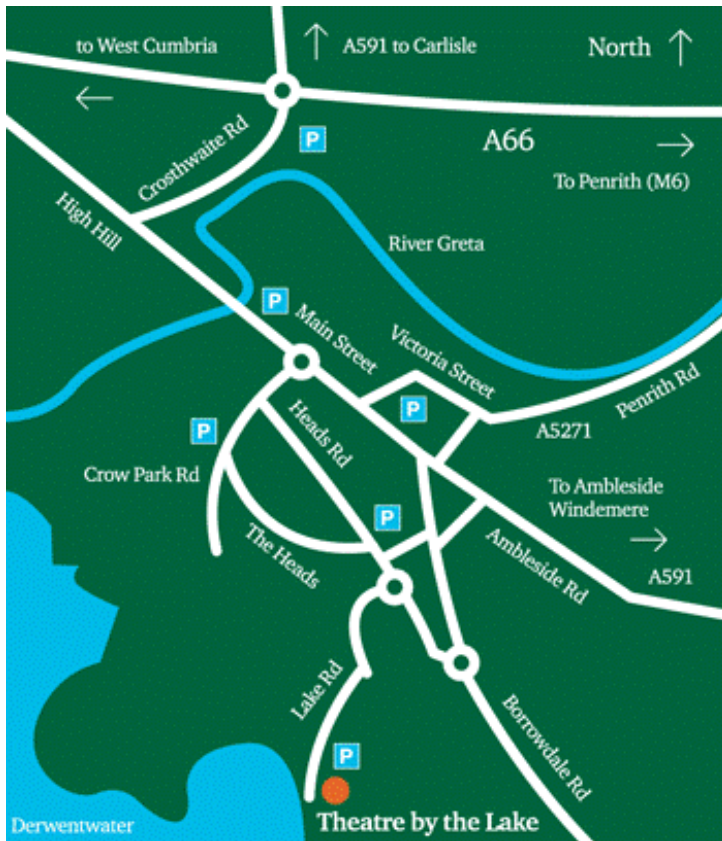 to West Cumbria
A591 to Carlisle
North
Crosthwaite Rd
P
A66
To Penrith (M6)
High Hill
River Greta
P
Main Street
Victoria Street
Penrith Rd
P
P
Heads Rd
A5271
Crow Park Rd
To Ambleside
Windemere
P
The Heads
Ambleside Rd
A591
Lake Rd
Borrowdale Rd
P
Theatre by the Lake
Derwentwater